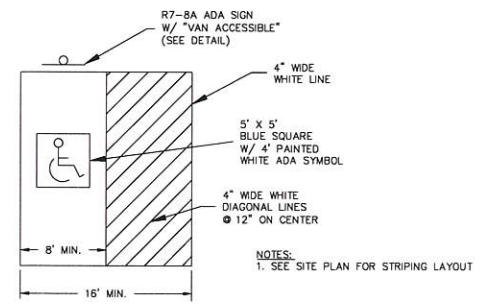 R7-8A ADA SIGN
W/ "VAN ACCESSIBLE"
(SEE DETAIL)
4" WIDE
WHITE LINE
5' X 5'
BLUE SQUARE
W/ 4' PAINTED
WHITE ADA SYMBOL
4" WIDE WHITE
DIAGONAL LINES
@ 12" ON CENTER
8' MIN.
16' MIN.
NOTES:
1. SEE SITE PLAN FOR STRIPING LAYOUT